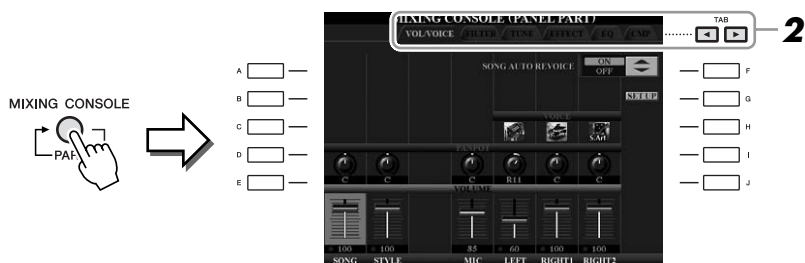 MIXING CONSOLE (PANEL PART)
TAB
VOL/VOICE FILTER TUNE EFFECT EQ CMP
2
SONG AUTO REVOICE ON
OFF
A
F
B
SETUP
G
MIXING CONSOLE
C
VOICE
H
S.Art!
PART
D
PANPOT
I
C C C R11 C C
E
VOLUME
J
100 100 85 60 100 100
SONG STYLE MIC LEFT RIGHT1 RIGHT2